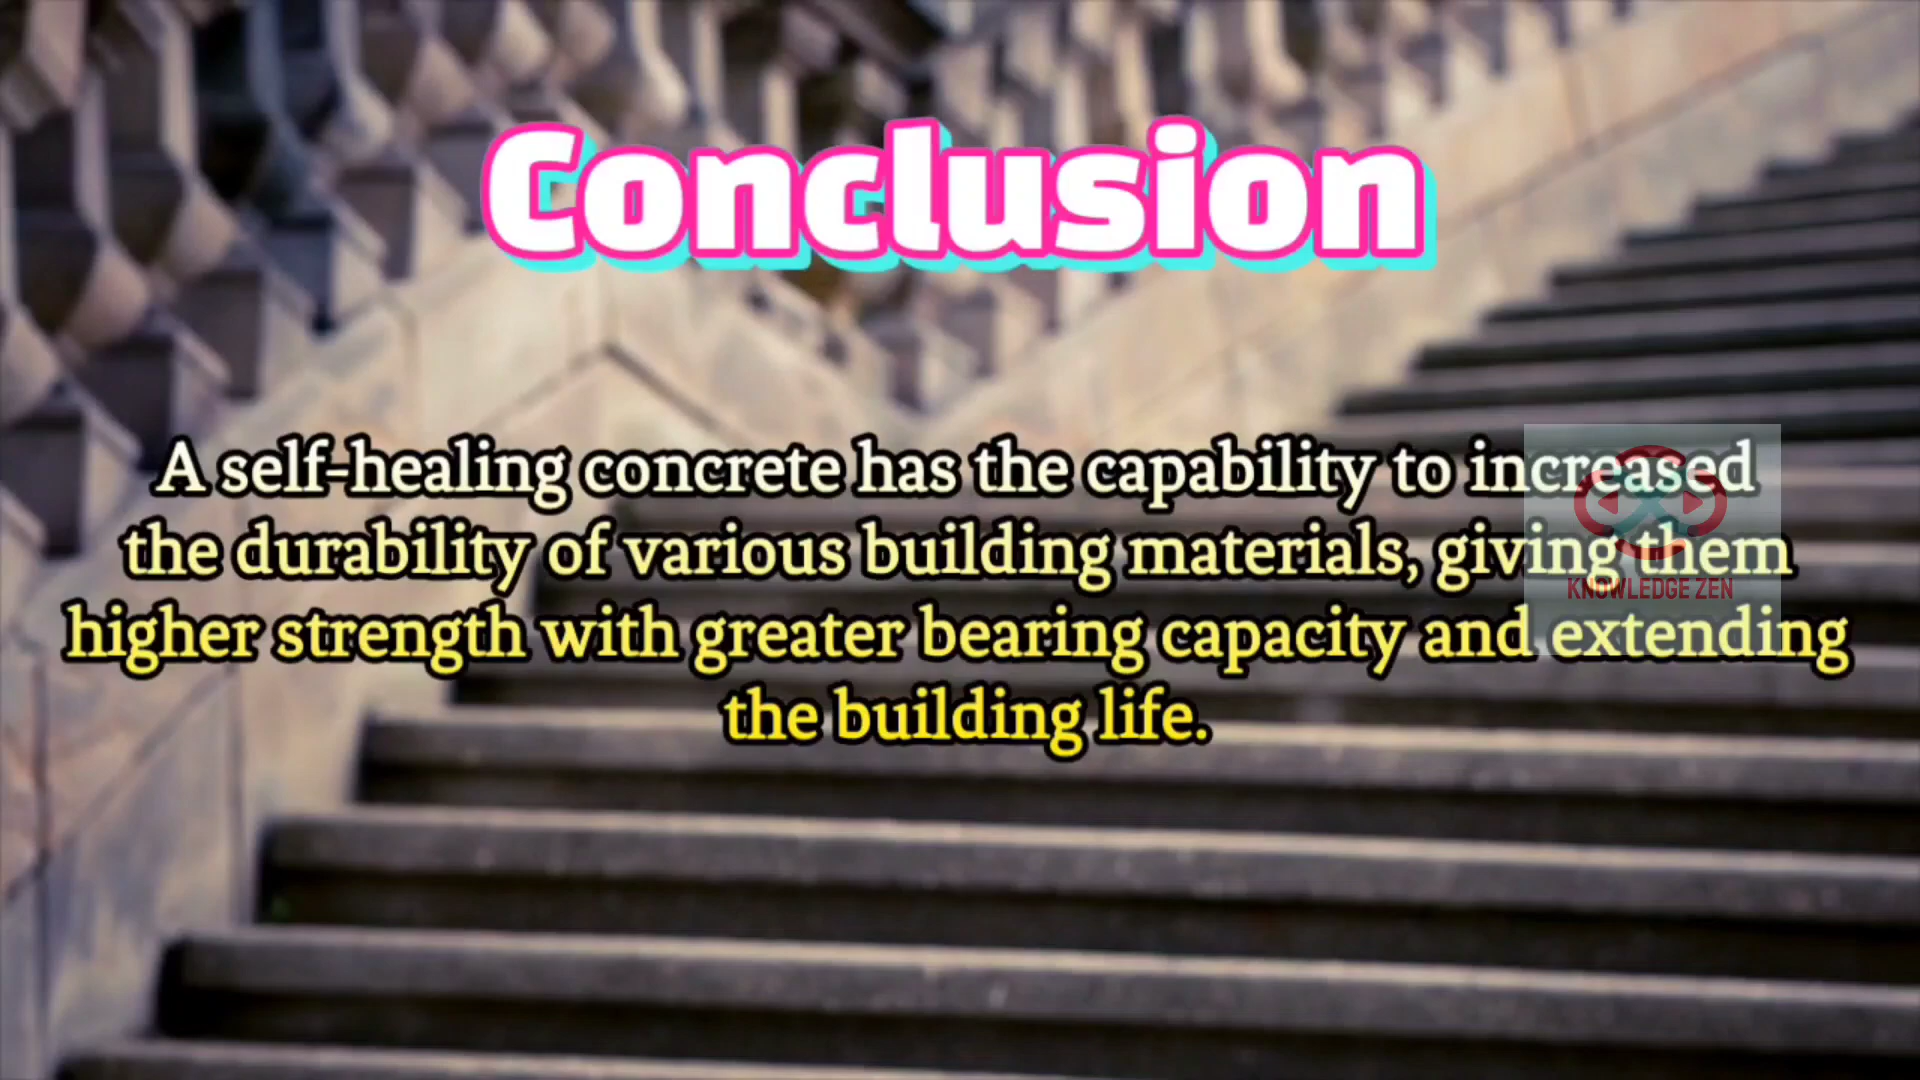 Conclusion
A self-healing concrete has the capability to increased
the durability of various building materials, giving them
KNOWLEDGE ZEN
higher strength with greater bearing capacity and extending
the building life.